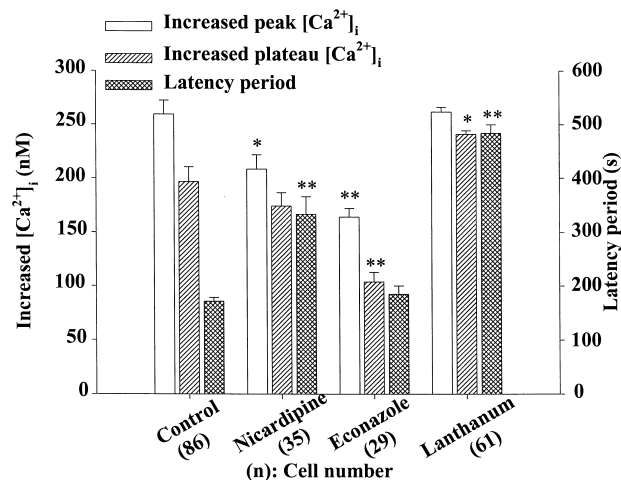 Increased peak [Ca²⁺]ᵢ
Increased plateau [Ca²⁺]ᵢ
Latency period
Increased [Ca²⁺]ᵢ (nM)
300
250
200
150
100
50
0
*
**
**
**
*
**
600
500
400
300
200
100
0
Latency period (s)
Control
(86)
Nicardipine
(35)
Econazole
(29)
Lanthanum
(61)
(n): Cell number